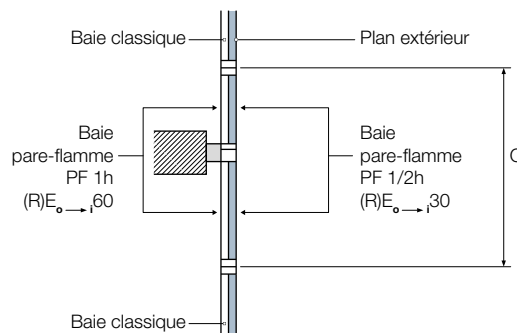 Baie classique
Plan extérieur
Baie
pare-flamme
PF 1h
(R)Eₒ → ᵢ60
Baie
pare-flamme
PF 1/2h
(R)Eₒ → ᵢ30
Baie classique